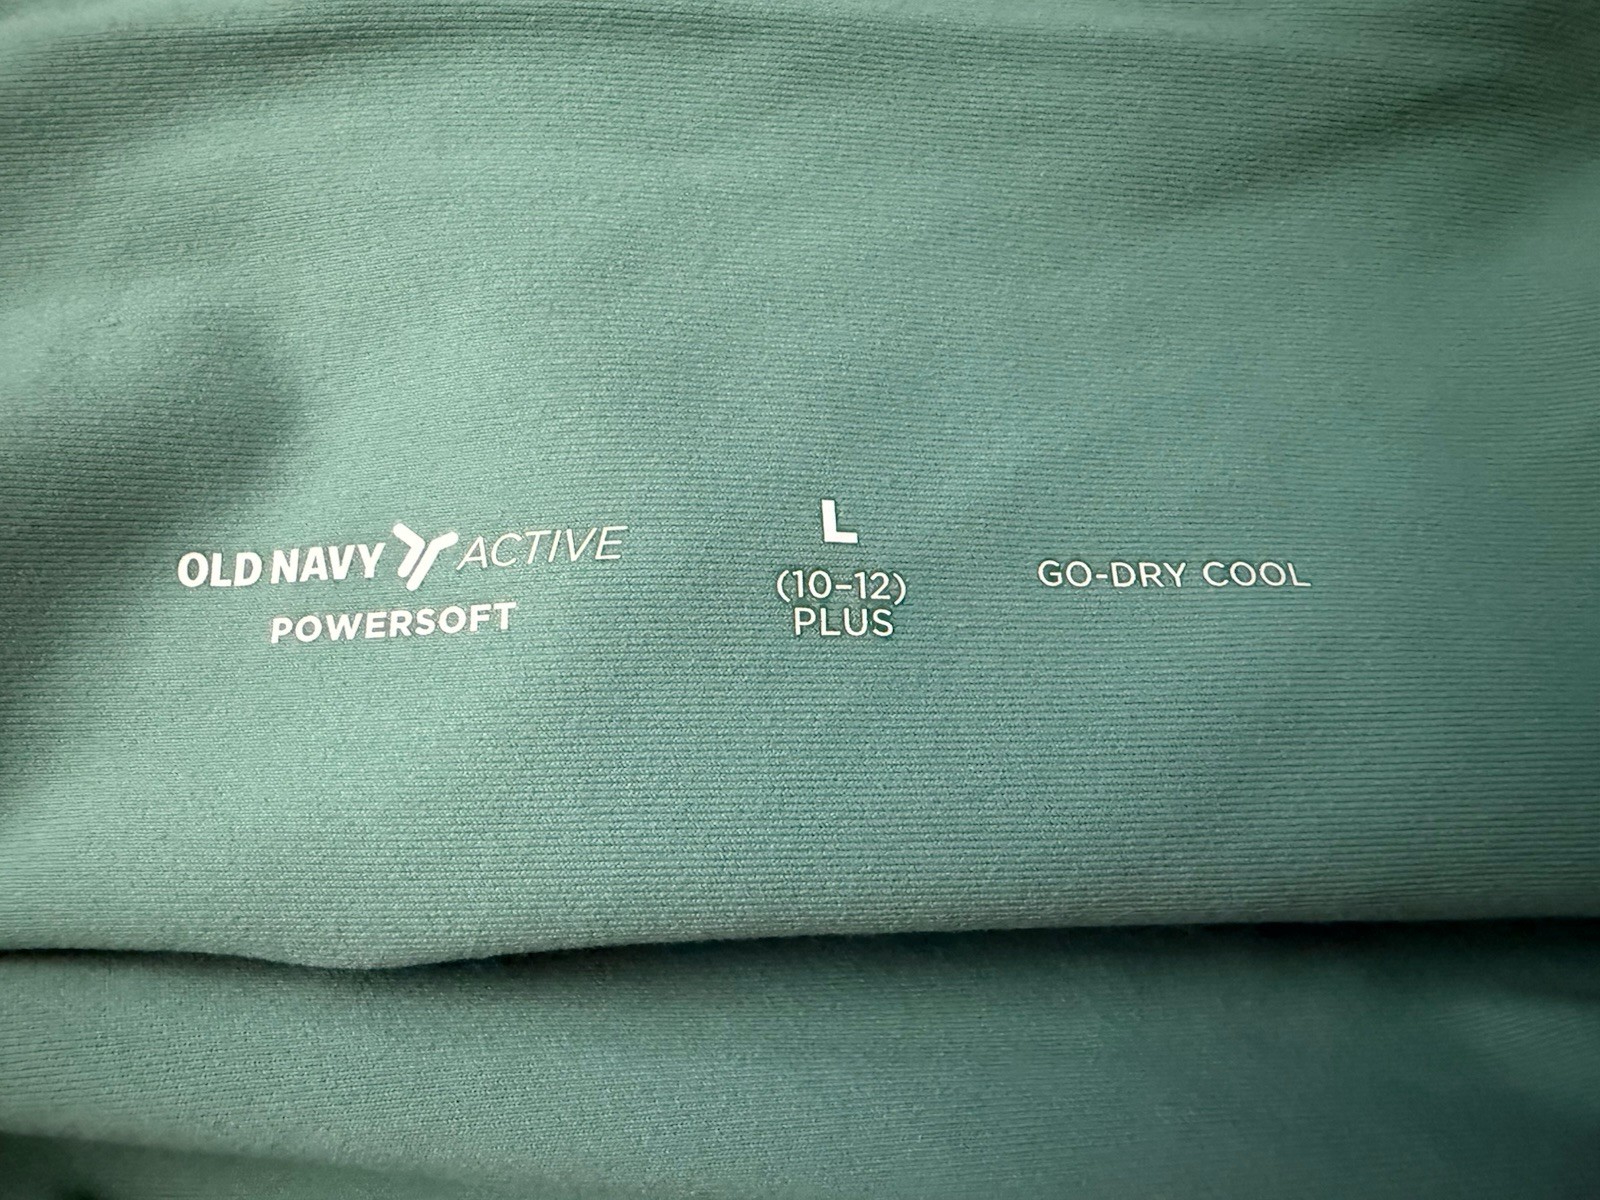 OLD NAVY ACTIVE
POWERSOFT
L
(10-12)
PLUS
GO-DRY COOL